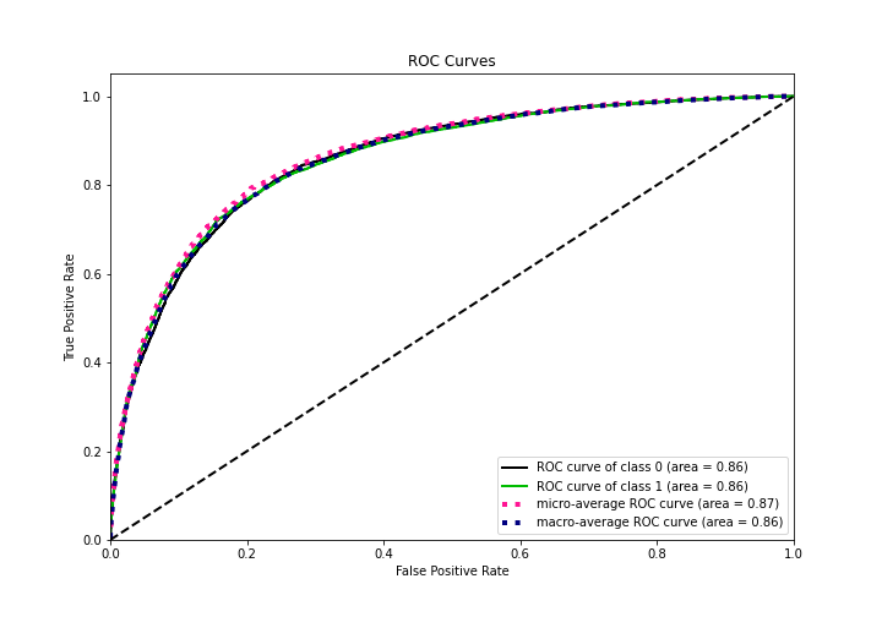 ROC Curves
1.0
0.8
0.6
0.4
0.2
0.0
True Positive Rate
ROC curve of class 0 (area = 0.86)
ROC curve of class 1 (area = 0.86)
micro-average ROC curve (area = 0.87)
macro-average ROC curve (area = 0.86)
0.0 0.2 0.4 0.6 0.8 1.0
False Positive Rate